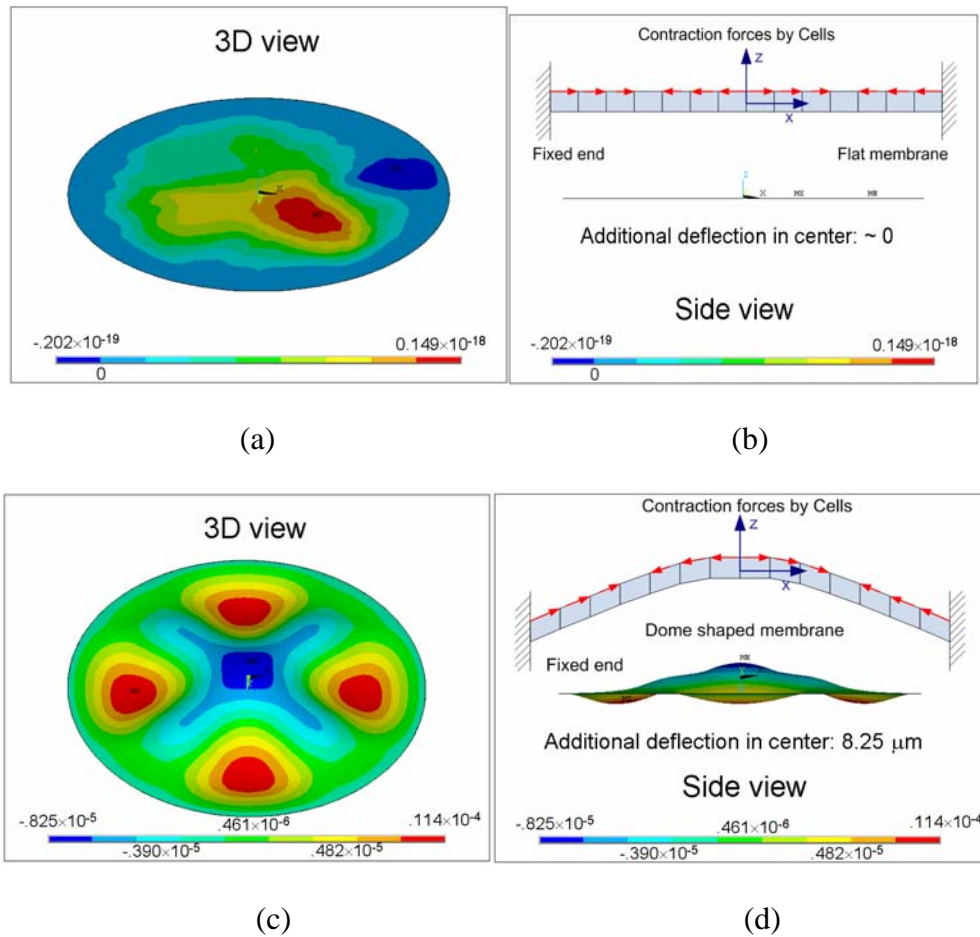 3D view
-.202×10-19
0.149×10-18
0
Contraction forces by Cells
Z
X
Fixed end
Flat membrane
Z
X
MX
MN
Additional deflection in center: ~ 0
Side view
-.202×10-19
0.149×10-18
0
(a)
(b)
3D view
-.825×10-5
.461×10-6
.114×10-4
-.390×10-5
.482×10-5
Contraction forces by Cells
Z
X
Dome shaped membrane
Fixed end
MN
Additional deflection in center: 8.25 μm
Side view
-.825×10-5
.461×10-6
.114×10-4
-.390×10-5
.482×10-5
(c)
(d)